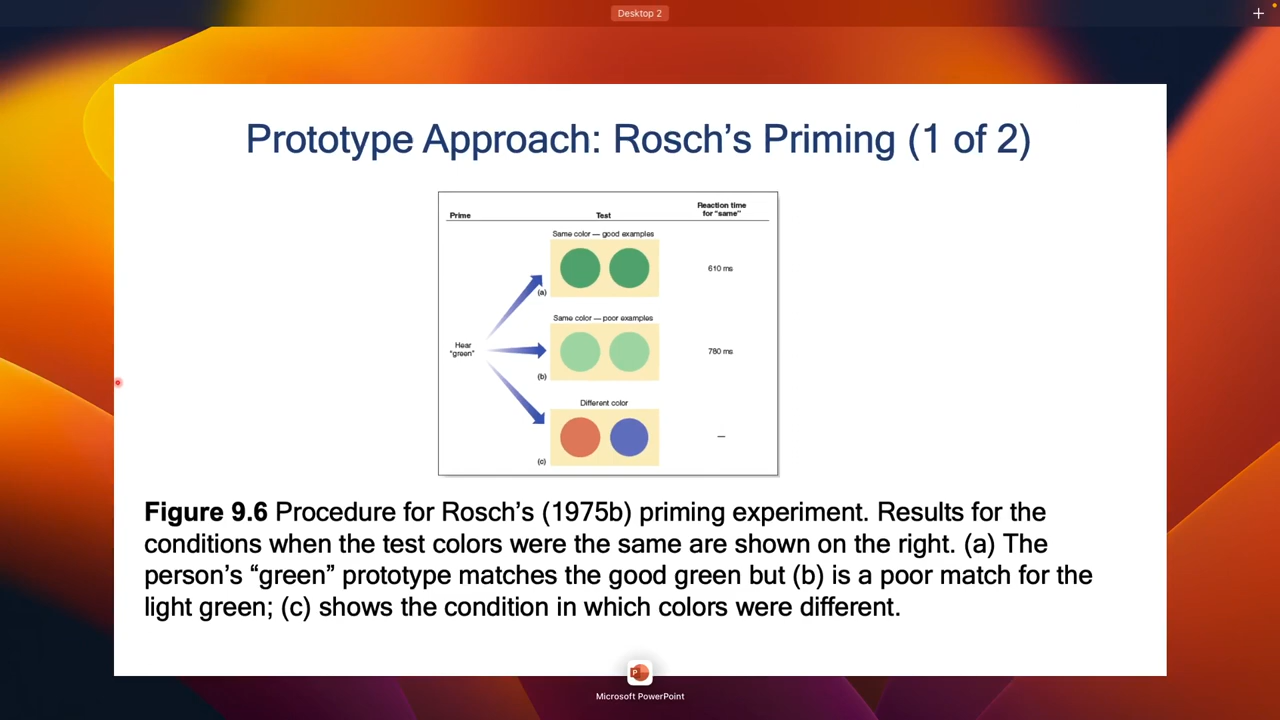 Desktop 2
Prototype Approach: Rosch’s Priming (1 of 2)
Prime
Test
Reaction time
for “same”
Same color — good examples
(a)
610 ms
Same color — poor examples
Hear
“green”
(b)
780 ms
Different color
(c)
—
Figure 9.6 Procedure for Rosch’s (1975b) priming experiment. Results for the
conditions when the test colors were the same are shown on the right. (a) The
person’s “green” prototype matches the good green but (b) is a poor match for the
light green; (c) shows the condition in which colors were different.
Microsoft PowerPoint